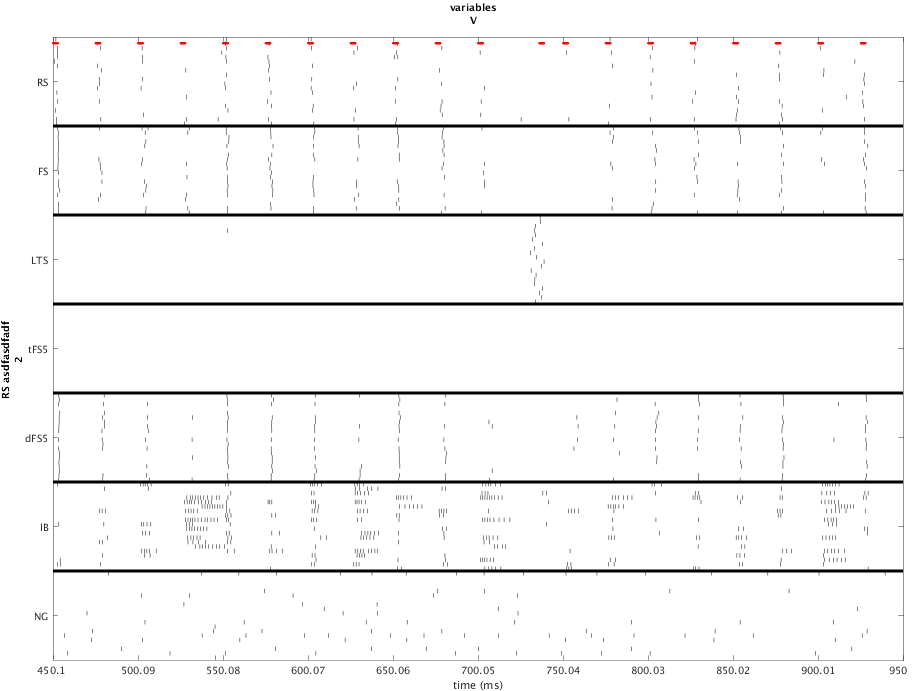 variables
V
RS
FS
LTS
tFS5
dFS5
IB
NG
RS asdfasdfadf
2
450.1 500.09 550.08 600.07 650.06 700.05 750.04 800.03 850.02 900.01 950
time (ms)